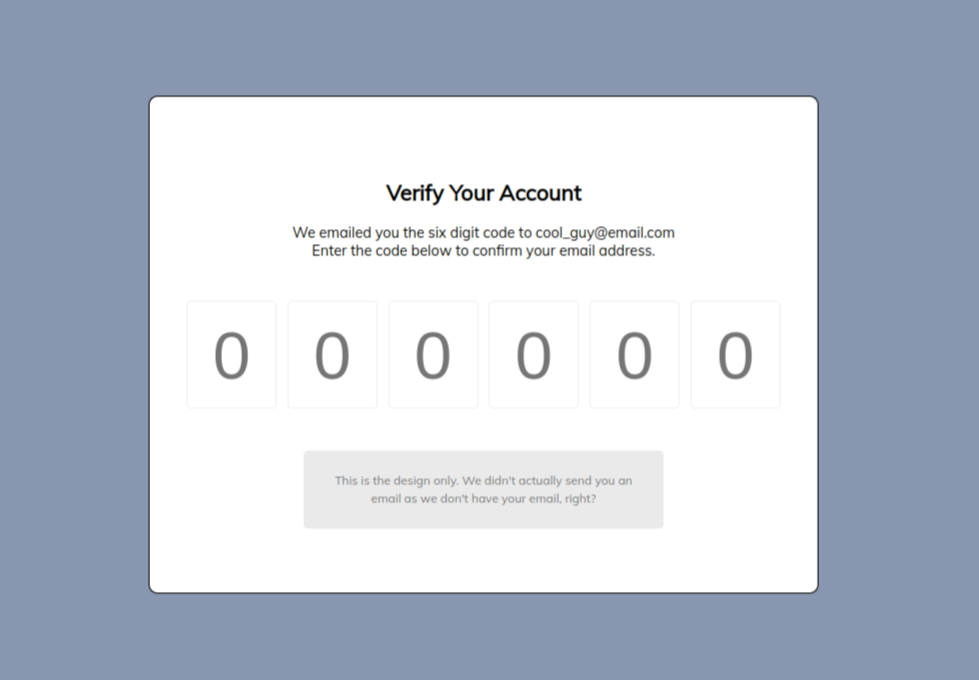 Verify Your Account
We emailed you the six digit code to cool_guy@email.com
Enter the code below to confirm your email address.
0 0 0 0 0 0
This is the design only. We didn't actually send you an
email as we don't have your email, right?